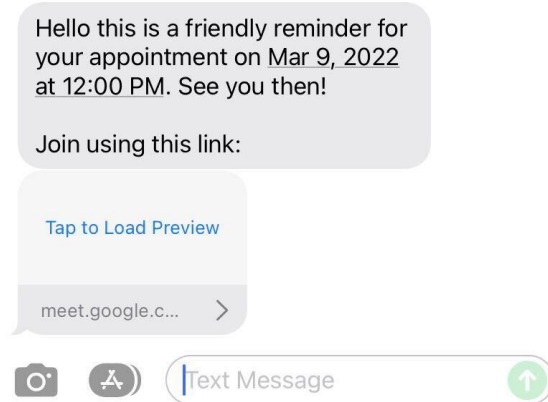 Hello this is a friendly reminder for
your appointment on Mar 9, 2022
at 12:00 PM. See you then!
Join using this link:
Tap to Load Preview
meet.google.c...
Text Message